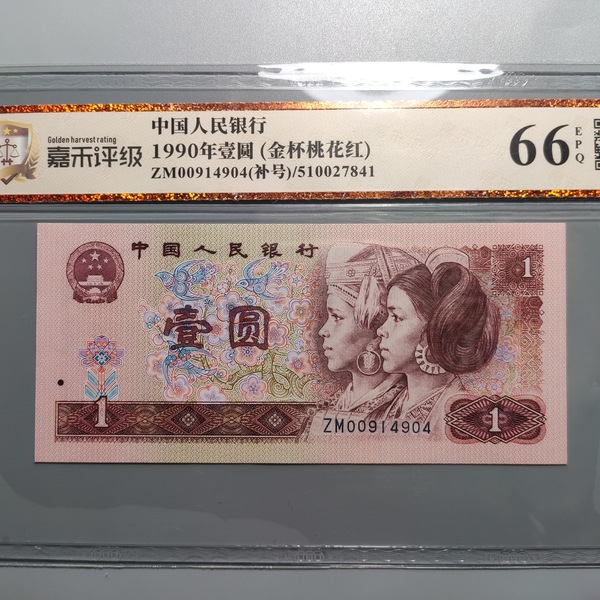 Golden harvest rating
嘉禾评级
中国人民银行
1990年壹圆 (金杯桃花红)
ZM00914904(补号)/510027841
66
EPQ
中国人民银行
1
壹圆
ZM00914904
1
1